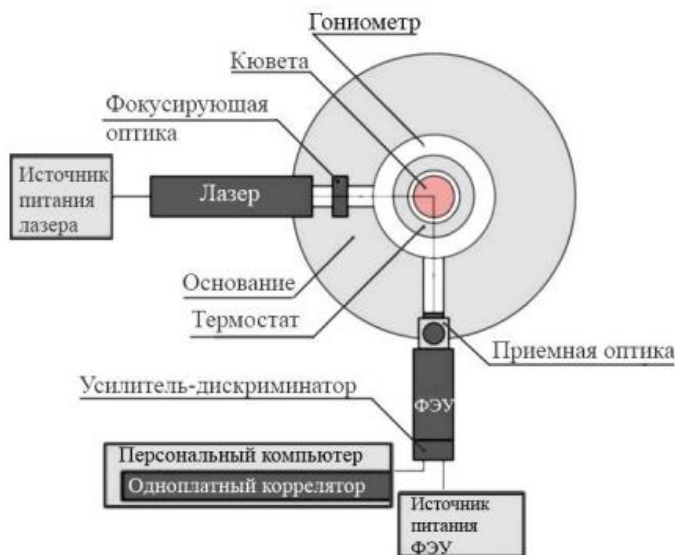 Гониометр
Кювета
Фокусирующая
оптика
Источник
питания
лазера
Лазер
Основание
Термостат
Приемная оптика
Усилитель-дискриминатор
ФЭУ
Персональный компьютер
Одноплатный коррелятор
Источник
питания
ФЭУ